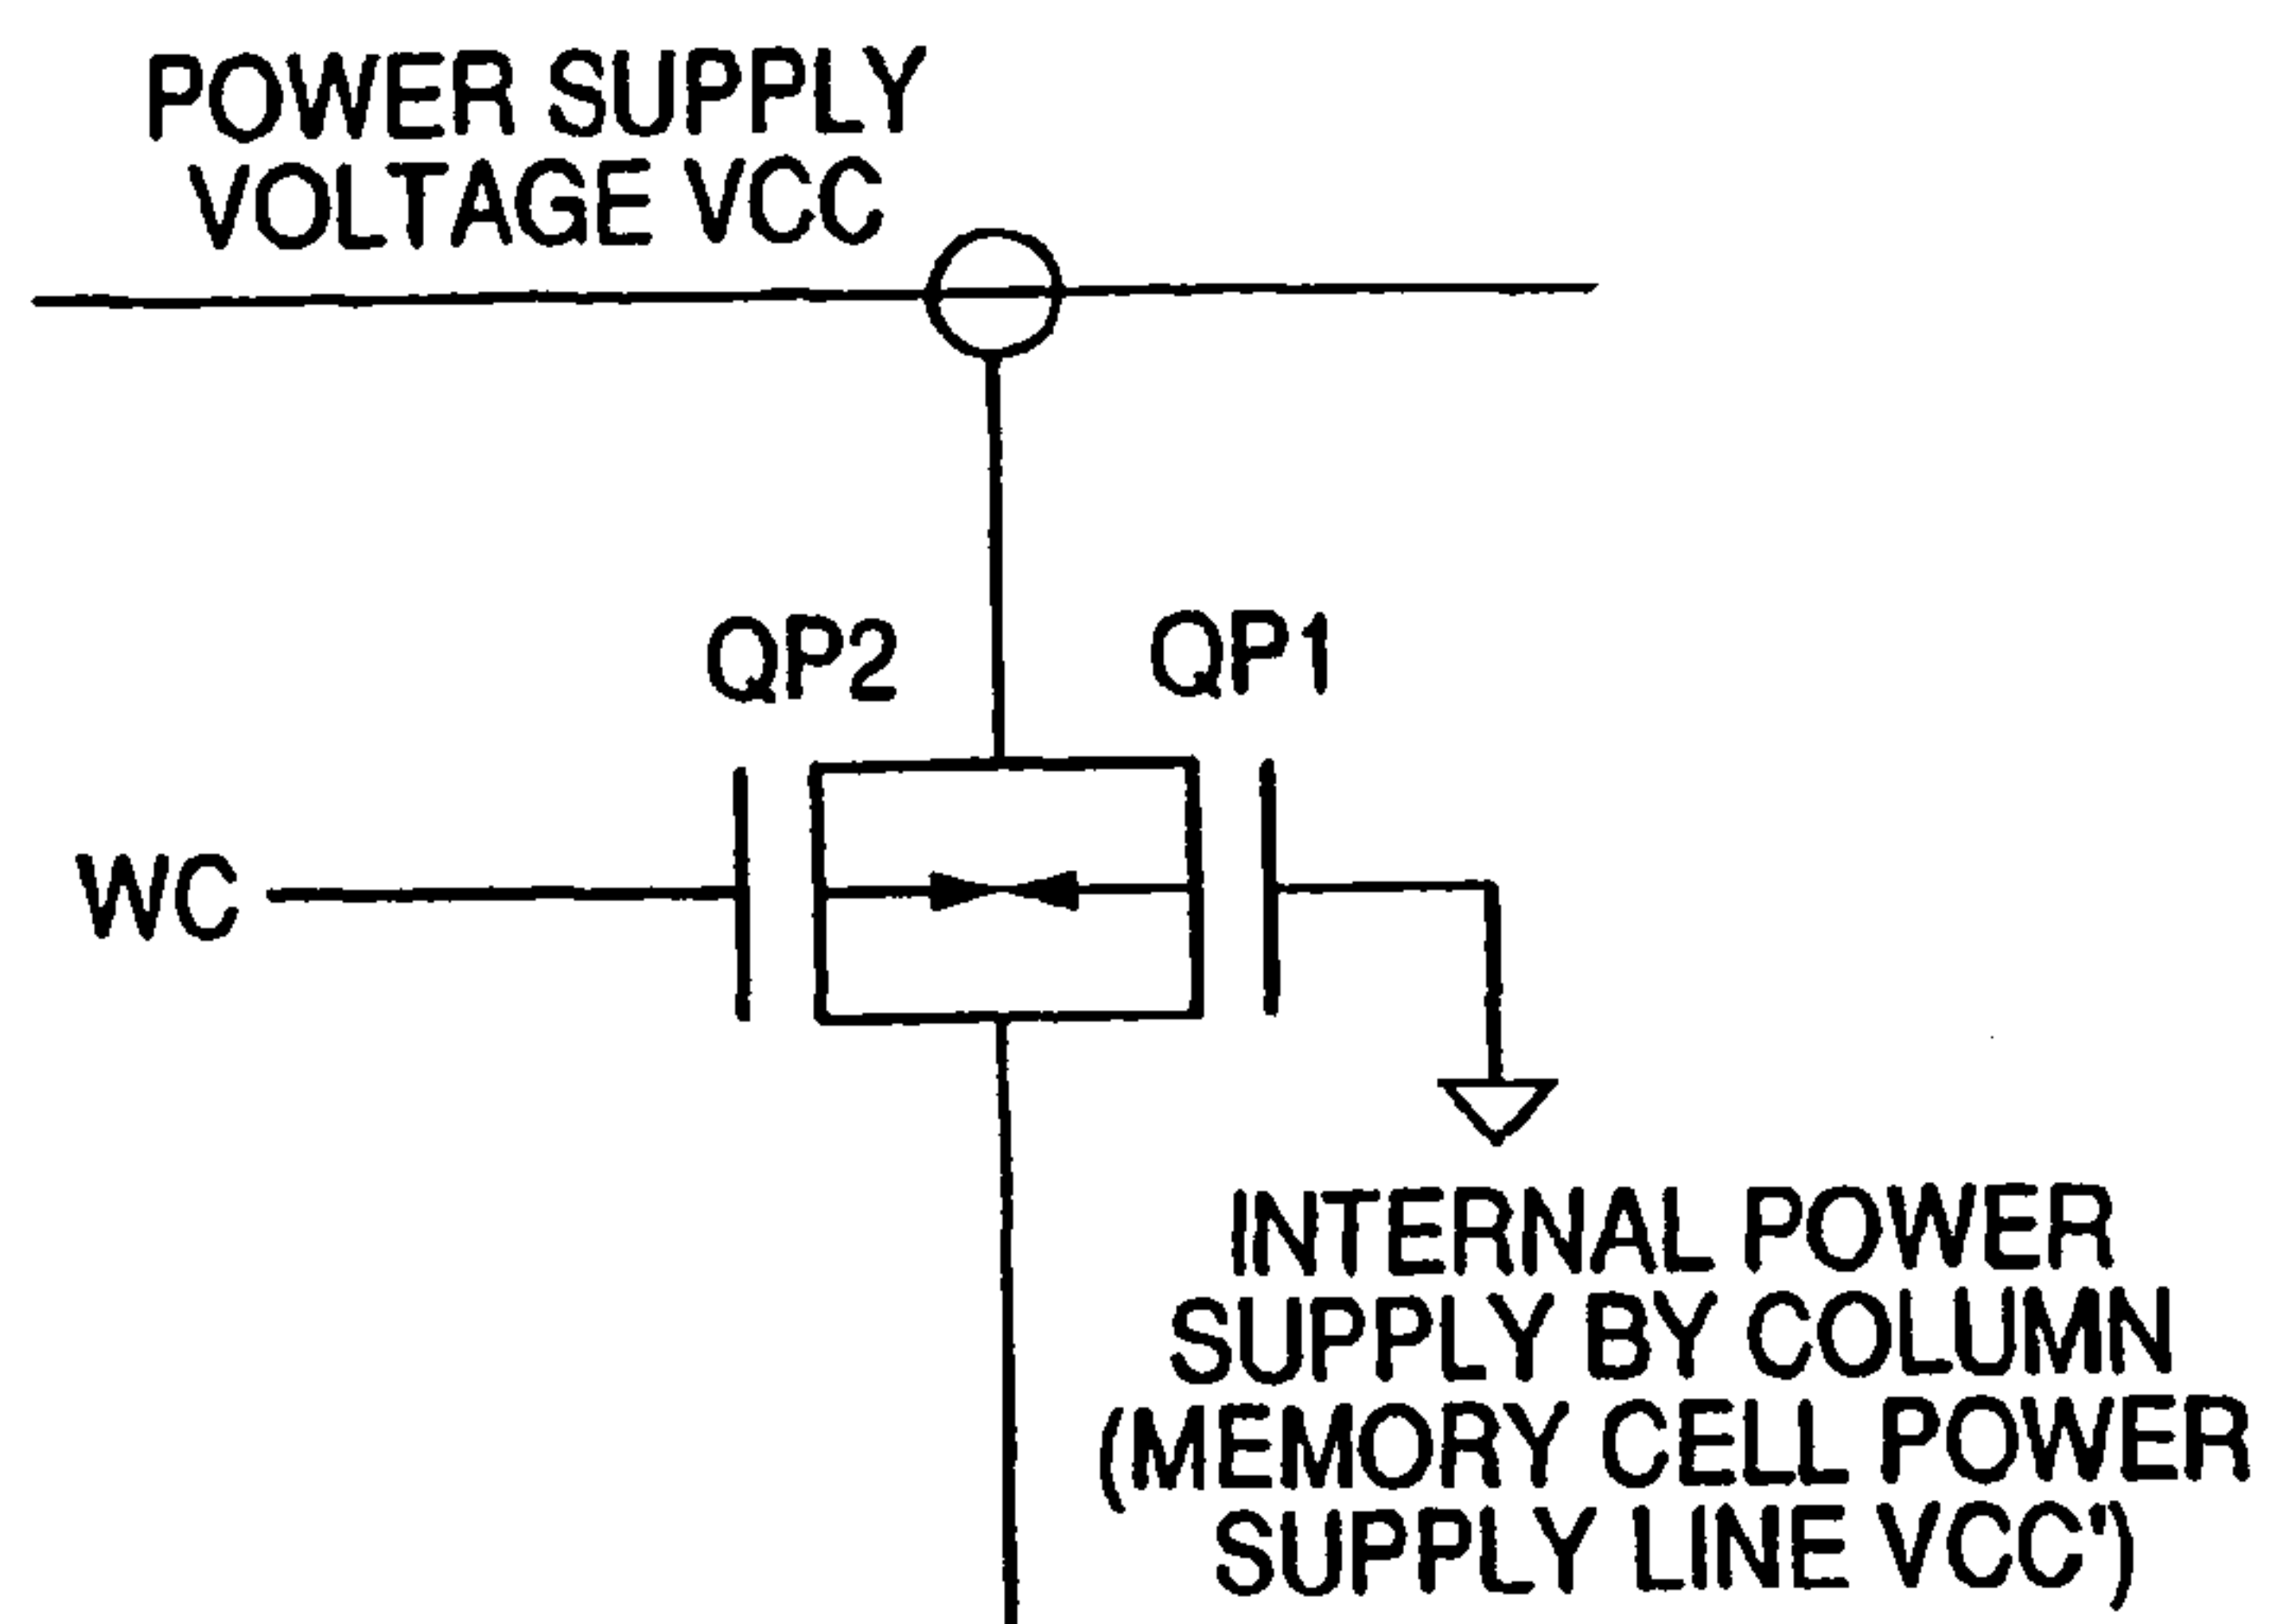 POWER SUPPLY
VOLTAGE VCC
QP2
QP1
WC
INTERNAL POWER
SUPPLY BY COLUMN
(MEMORY CELL POWER
SUPPLY LINE VCC')